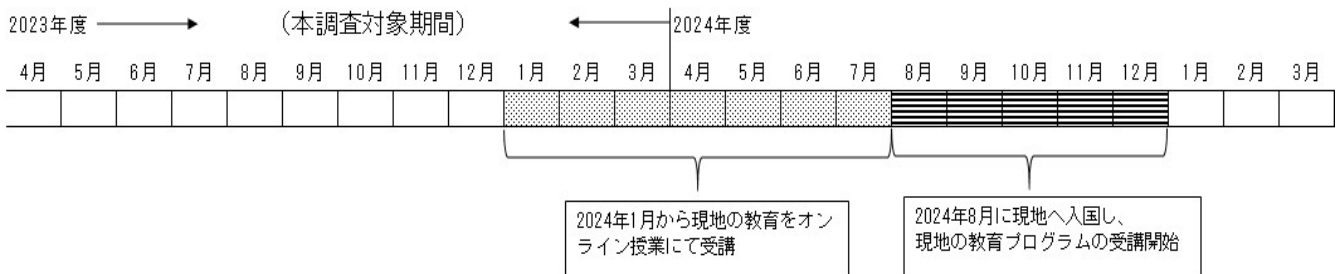 2023年度 （本調査対象期間） 2024年度
4月 5月 6月 7月 8月 9月 10月 11月 12月 1月 2月 3月 4月 5月 6月 7月 8月 9月 10月 11月 12月 1月 2月 3月
2024年1月から現地の教育をオン
ライン授業にて受講
2024年8月に現地へ入国し、
現地の教育プログラムの受講開始